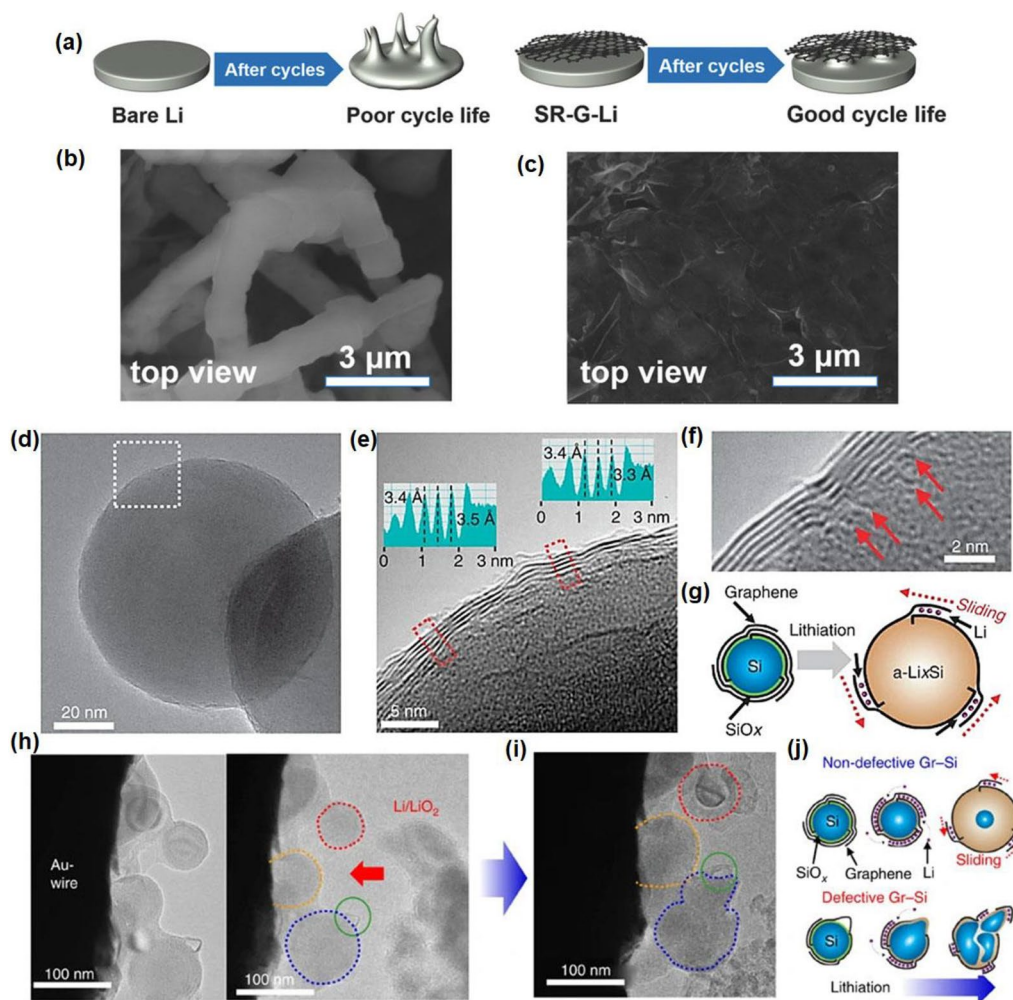 (a)
After cycles
After cycles
Bare Li
Poor cycle life
SR-G-Li
Good cycle life
(b)
top view
3 µm
(c)
top view
3 µm
(d)
20 nm
(e)
3.4 Å
3.5 Å
0 1 2 3 nm
3.4 Å
3.3 Å
0 1 2 3 nm
5 nm
(f)
2 nm
(g)
Graphene
Lithiation
Sliding
Li
Si
a-LixSi
SiOx
(h)
Au-
wire
100 nm
Li/LiO2
100 nm
(i)
100 nm
(j)
Non-defective Gr–Si
Si
SiOx
Graphene
Li
Sliding
Defective Gr–Si
Si
Lithiation